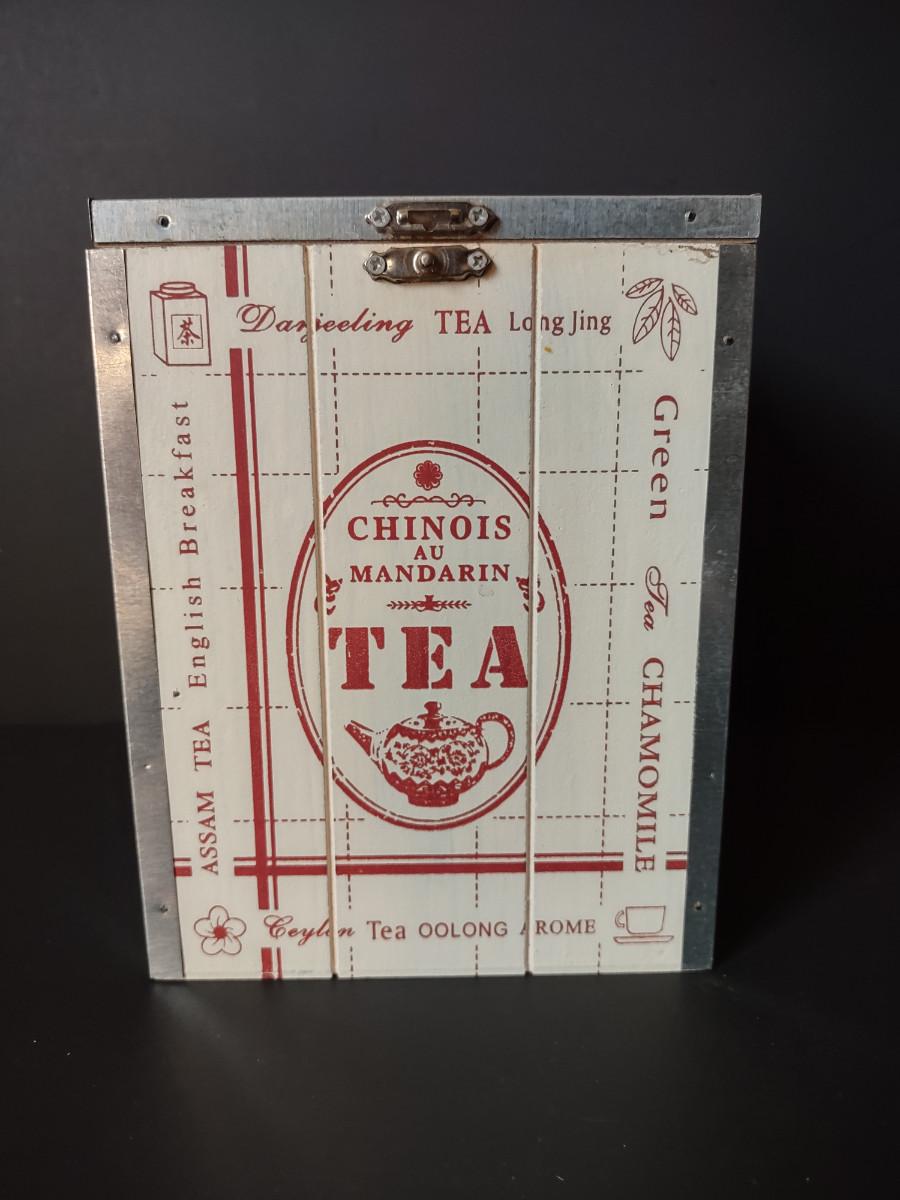 Darjeeling TEA Long Jing
茶
ASSAM TEA English Breakfast
CHINOIS
AU
MANDARIN
TEA
Green Tea CHAMOMILE
Ceylon Tea OOLONG AROME